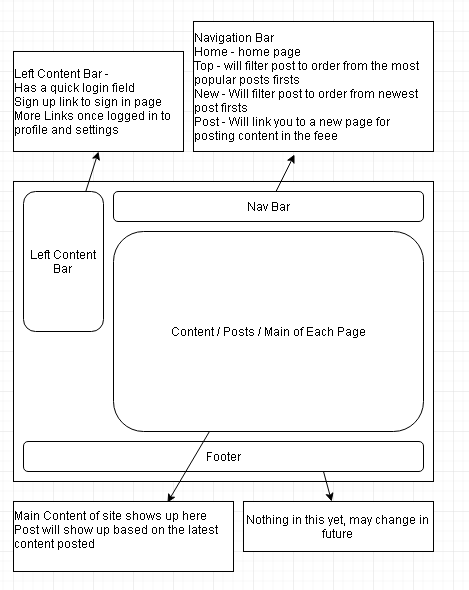 Navigation Bar
Home - home page
Top - will filter post to order from the most
popular posts firsts
New - Will filter post to order from newest
post firsts
Post - Will link you to a new page for
posting content in the feee
Left Content Bar -
Has a quick login field
Sign up link to sign in page
More Links once logged in to
profile and settings
Nav Bar
Left Content
Bar
Content / Posts / Main of Each Page
Footer
Main Content of site shows up here
Post will show up based on the latest
content posted
Nothing in this yet, may change in
future